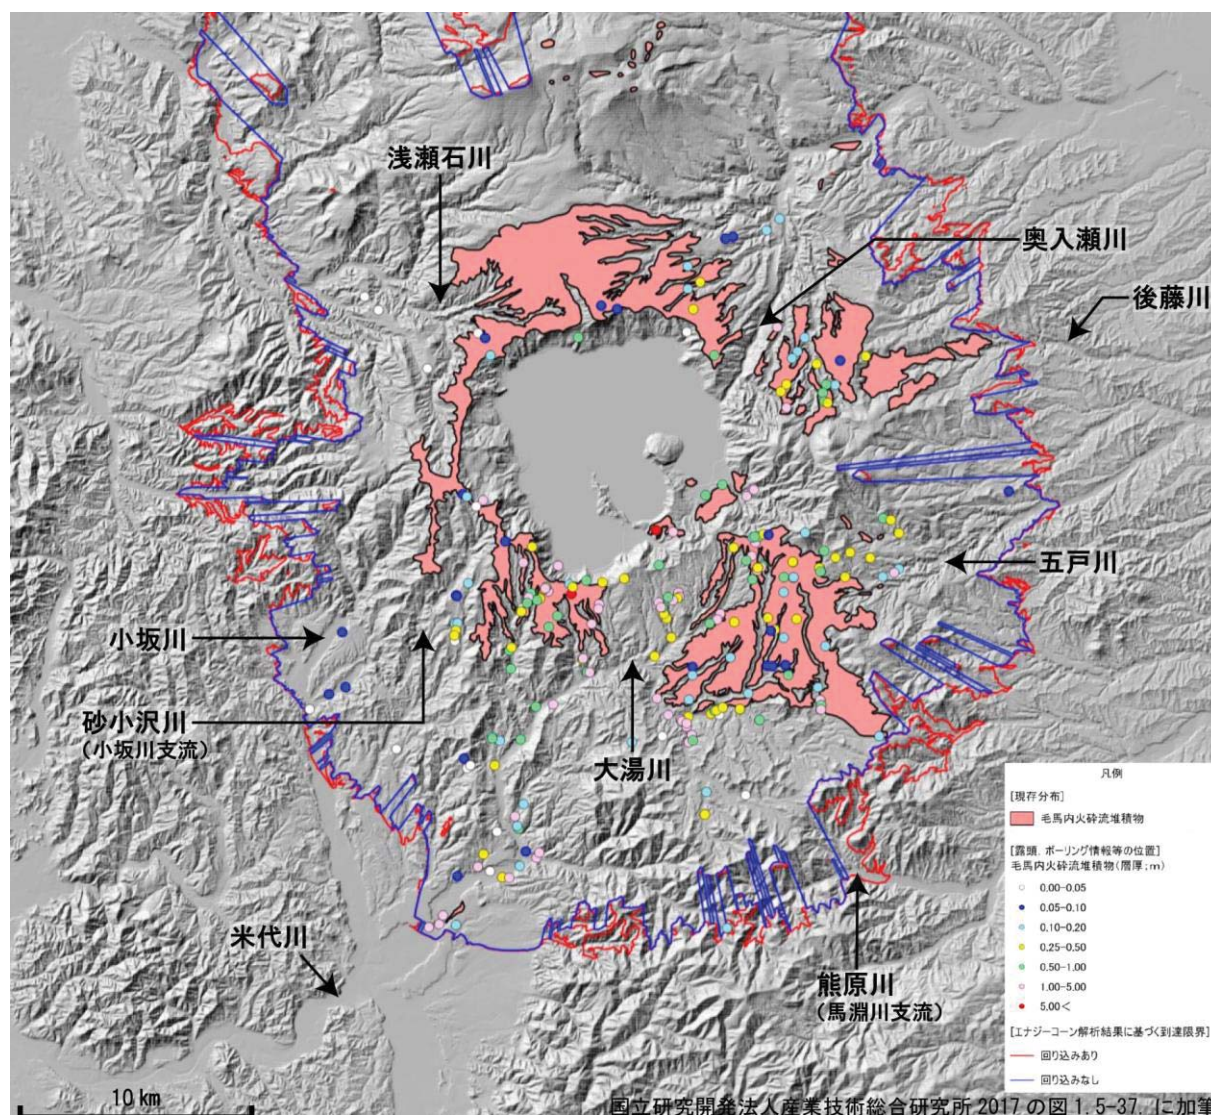 浅瀬石川
奥入瀬川
後藤川
五戸川
小坂川
砂小沢川
(小坂川支流)
大湯川
米代川
熊原川
(馬淵川支流)
凡例
[現存分布]
毛馬内火砕流堆積物
[露頭、ボーリング情報等の位置]
毛馬内火砕流堆積物(層厚;m)
0.00-0.05
0.05-0.10
0.10-0.20
0.25-0.50
0.50-1.00
1.00-5.00
5.00<
[エナジーコーン解析結果に基づく到達限界]
回り込みあり
回り込みなし
10 km
国立研究開発法人産業技術総合研究所 2017 の図 1.5-37 に加筆